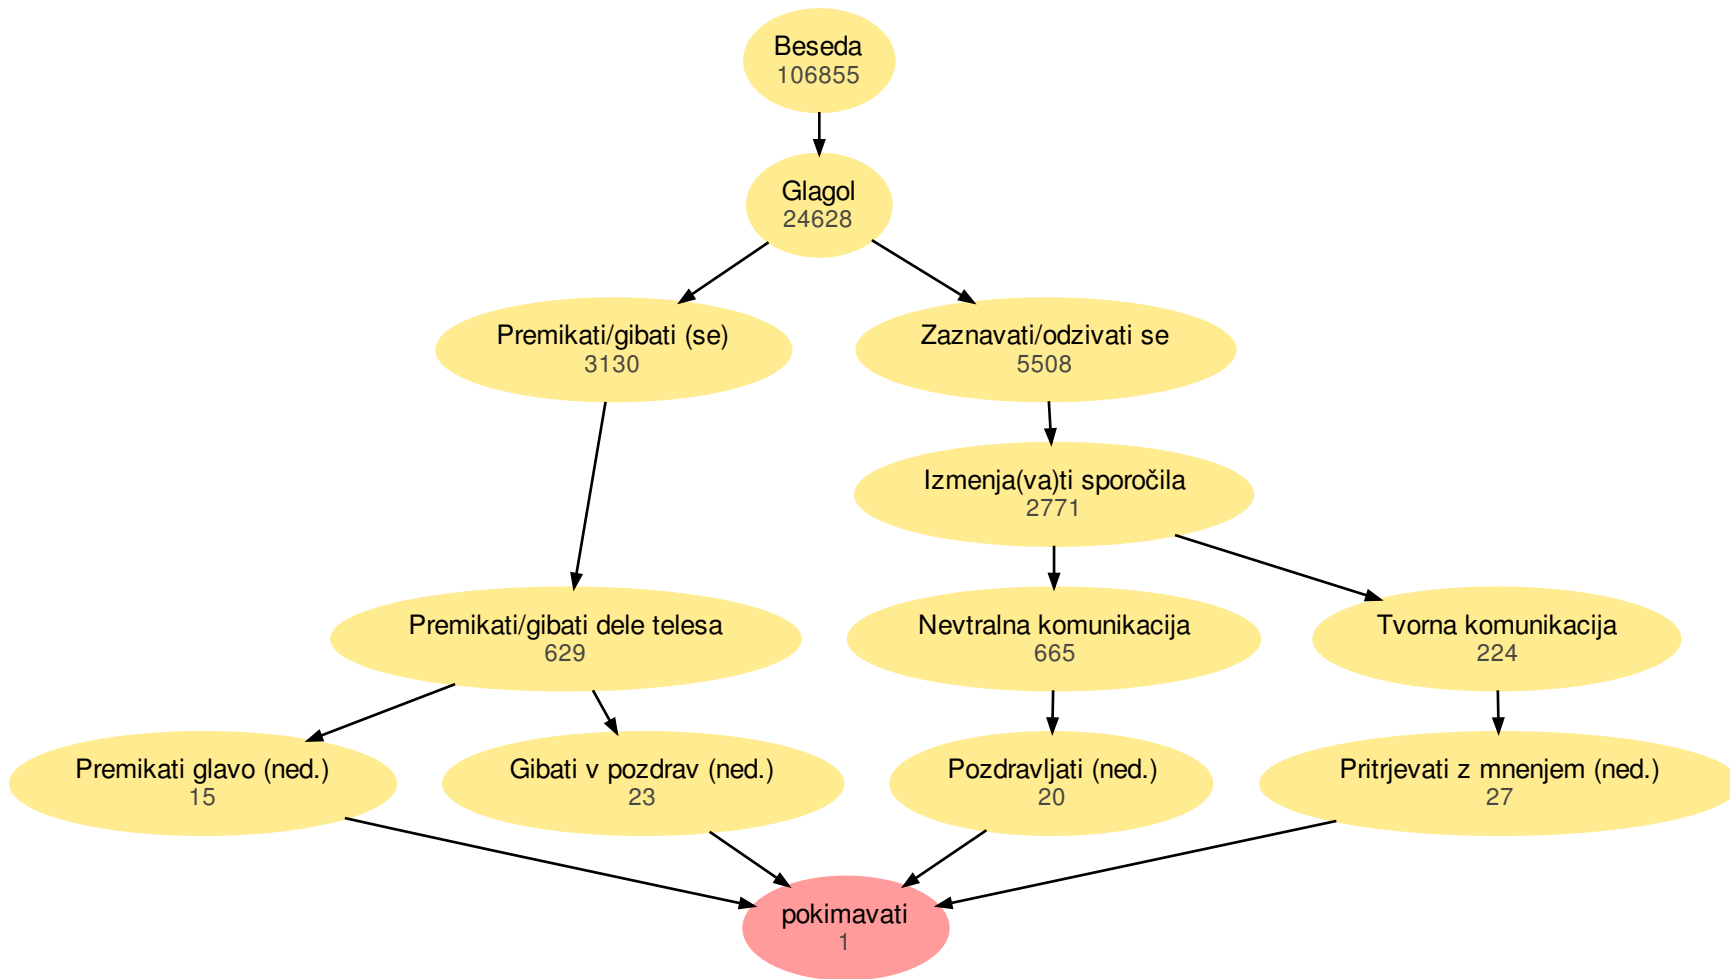 Beseda
106855
Glagol
24628
Premikati/gibati (se)
3130
Zaznavati/odzivati se
5508
Izmenja(va)ti sporočila
2771
Premikati/gibati dele telesa
629
Nevtralna komunikacija
665
Tvorna komunikacija
224
Premikati glavo (ned.)
15
Gibati v pozdrav (ned.)
23
Pozdravljati (ned.)
20
Pritrjevati z mnenjem (ned.)
27
pokimavati
1